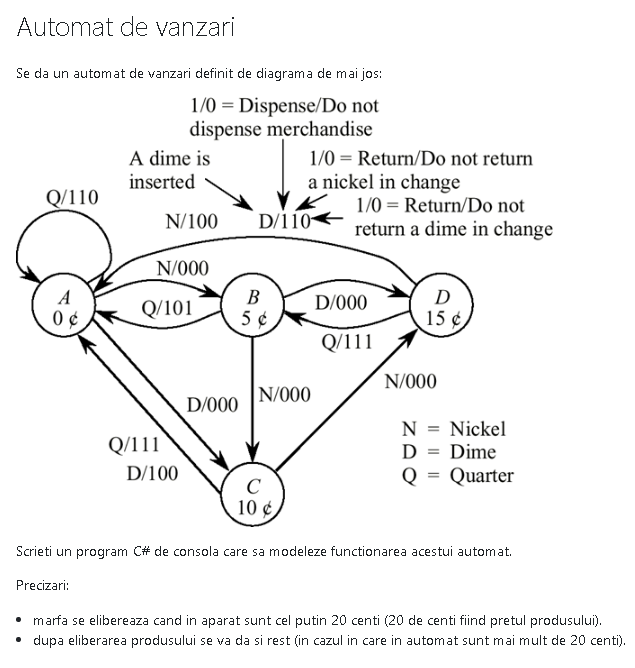 Automat de vanzari
Se da un automat de vanzari definit de diagrama de mai jos:
1/0 = Dispense/Do not
dispense merchandise
A dime is
inserted
1/0 = Return/Do not return
a nickel in change
1/0 = Return/Do not
return a dime in change
Q/110
N/100
D/110
N/000
A
0 ¢
Q/101
B
5 ¢
D/000
D
15 ¢
Q/111
D/000
N/000
N/000
Q/111
D/100
C
10 ¢
N = Nickel
D = Dime
Q = Quarter
Scrieti un program C# de consola care sa modeleze functionarea acestui automat.
Precizari:
• marfa se elibereaza cand in aparat sunt cel putin 20 centi (20 de centi fiind pretul produsului).
• dupa eliberarea produsului se va da si rest (in cazul in care in automat sunt mai mult de 20 centi).